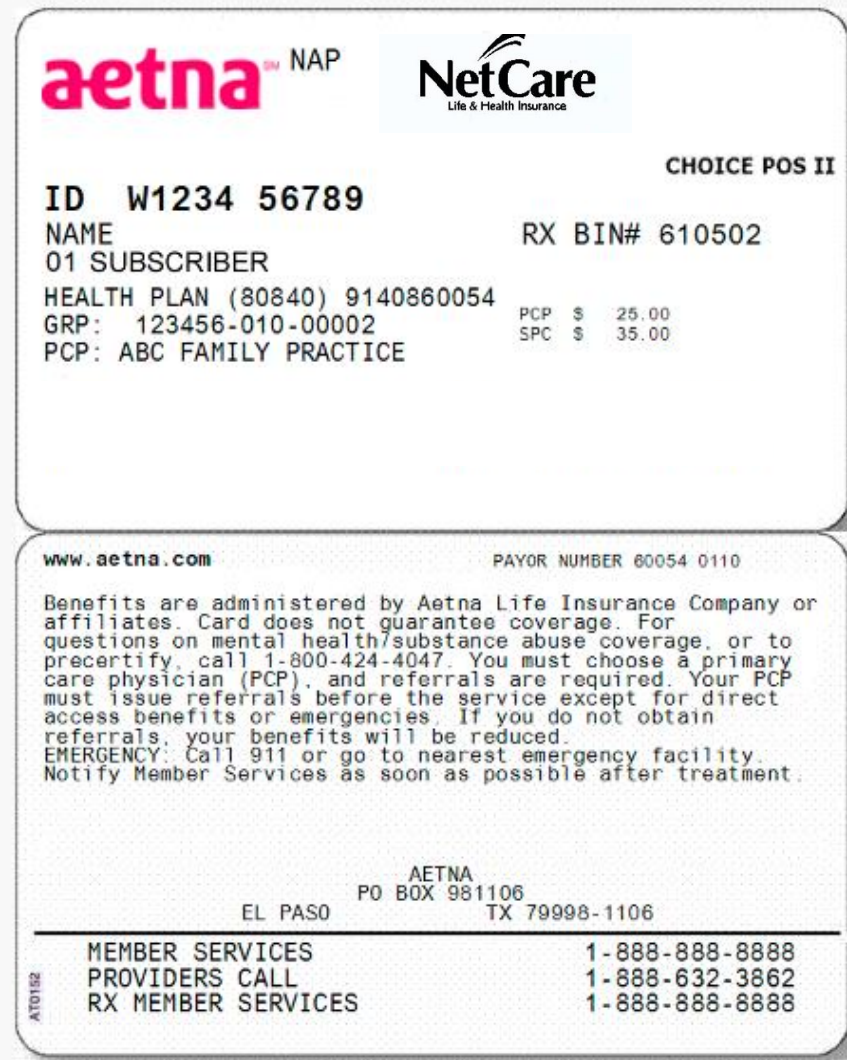 aetna℠ NAP
NetCare
Life & Health Insurance
CHOICE POS II
ID W1234 56789
NAME
RX BIN# 610502
01 SUBSCRIBER
HEALTH PLAN (80840) 9140860054
GRP: 123456-010-00002
PCP: ABC FAMILY PRACTICE
PCP $ 25.00
SPC $ 35.00
www.aetna.com
PAYOR NUMBER 60054 0110
Benefits are administered by Aetna Life Insurance Company or
affiliates. Card does not guarantee coverage. For
questions on mental health/substance abuse coverage, or to
precertify, call 1-800-424-4047. You must choose a primary
care physician (PCP), and referrals are required. Your PCP
must issue referrals before the service except for direct
access benefits or emergencies. If you do not obtain
referrals, your benefits will be reduced.
EMERGENCY: Call 911 or go to nearest emergency facility.
Notify Member Services as soon as possible after treatment.
AETNA
PO BOX 981106
EL PASO TX 79998-1106
MEMBER SERVICES 1-888-888-8888
PROVIDERS CALL 1-888-632-3862
RX MEMBER SERVICES 1-888-888-8888
AT0152